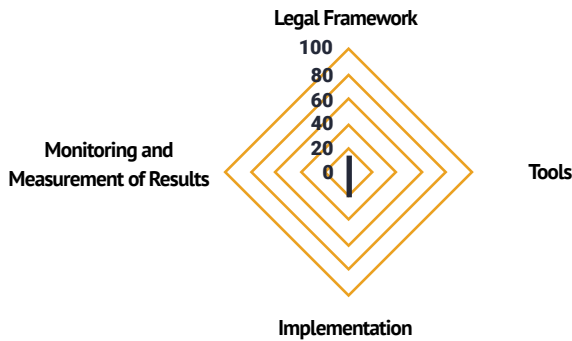 Legal Framework
100
80
60
40
20
0
Monitoring and
Measurement of Results
Tools
Implementation